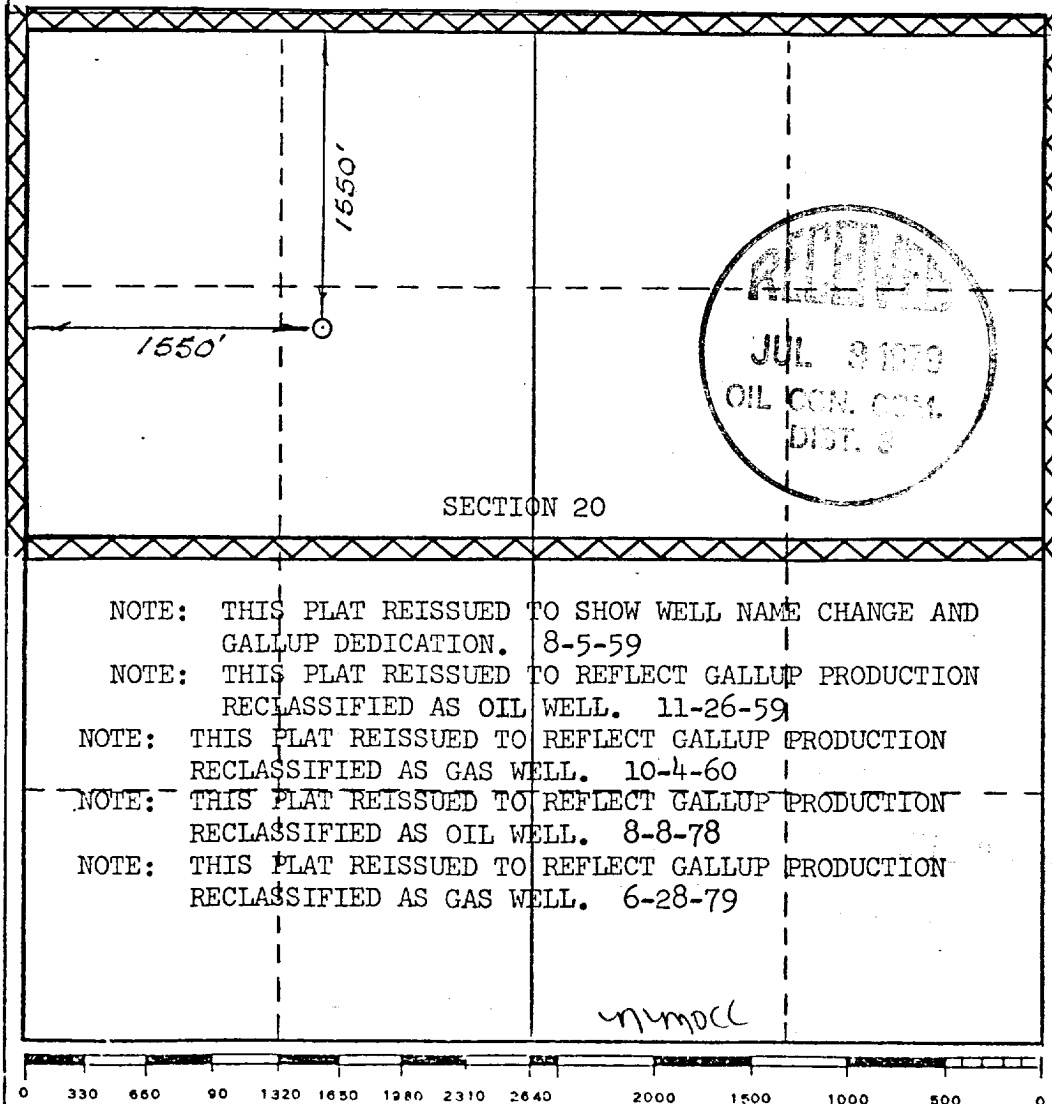 1550'
1550'
RECEIVED
JUL 1979
OIL CON. COM.
DIST. 3
SECTION 20
NOTE: THIS PLAT REISSUED TO SHOW WELL NAME CHANGE AND
GALLUP DEDICATION. 8-5-59
NOTE: THIS PLAT REISSUED TO REFLECT GALLUP PRODUCTION
RECLASSIFIED AS OIL WELL. 11-26-59
NOTE: THIS PLAT REISSUED TO REFLECT GALLUP PRODUCTION
RECLASSIFIED AS GAS WELL. 10-4-60
NOTE: THIS PLAT REISSUED TO REFLECT GALLUP PRODUCTION
RECLASSIFIED AS OIL WELL. 8-8-78
NOTE: THIS PLAT REISSUED TO REFLECT GALLUP PRODUCTION
RECLASSIFIED AS GAS WELL. 6-28-79
nmocc
0 330 660 90 1320 1650 1980 2310 2640 2000 1500 1000 500 0